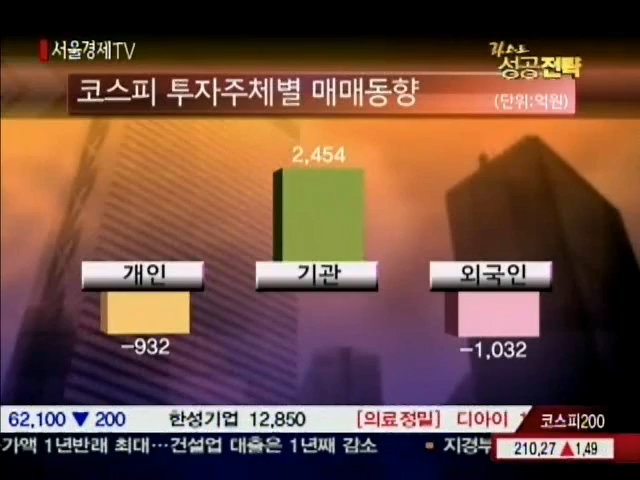 서울경제TV
성공전략
코스피 투자주체별 매매동향
(단위:억원)
2,454
개인
기관
외국인
-932
-1,032
62,100 ▼ 200 한성기업 12,850 [의료정밀] 디아이
코스피200
가액 1년반래 최대…건설업 대출은 1년째 감소 ▪ 지경부
210,27 ▲1,49